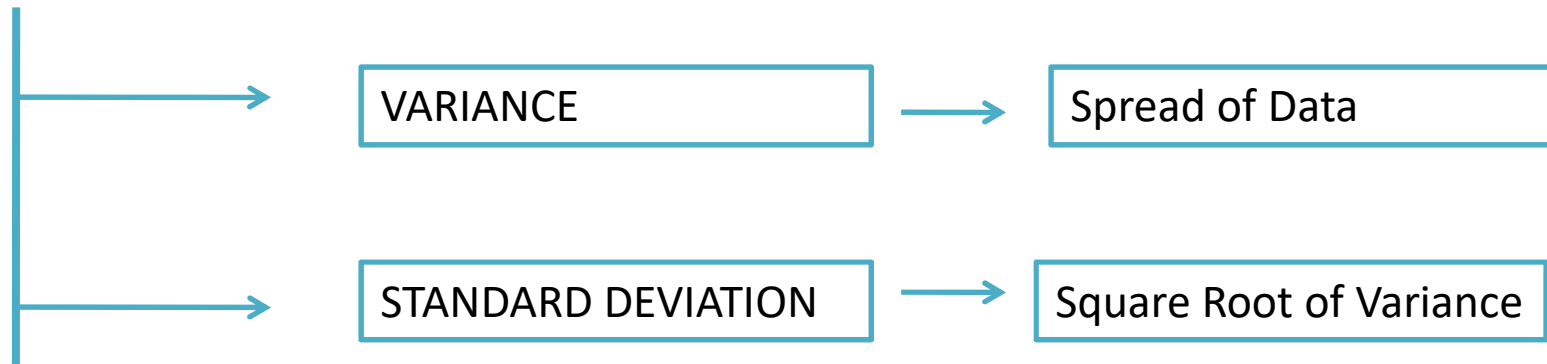 VARIANCE
Spread of Data
STANDARD DEVIATION
Square Root of Variance